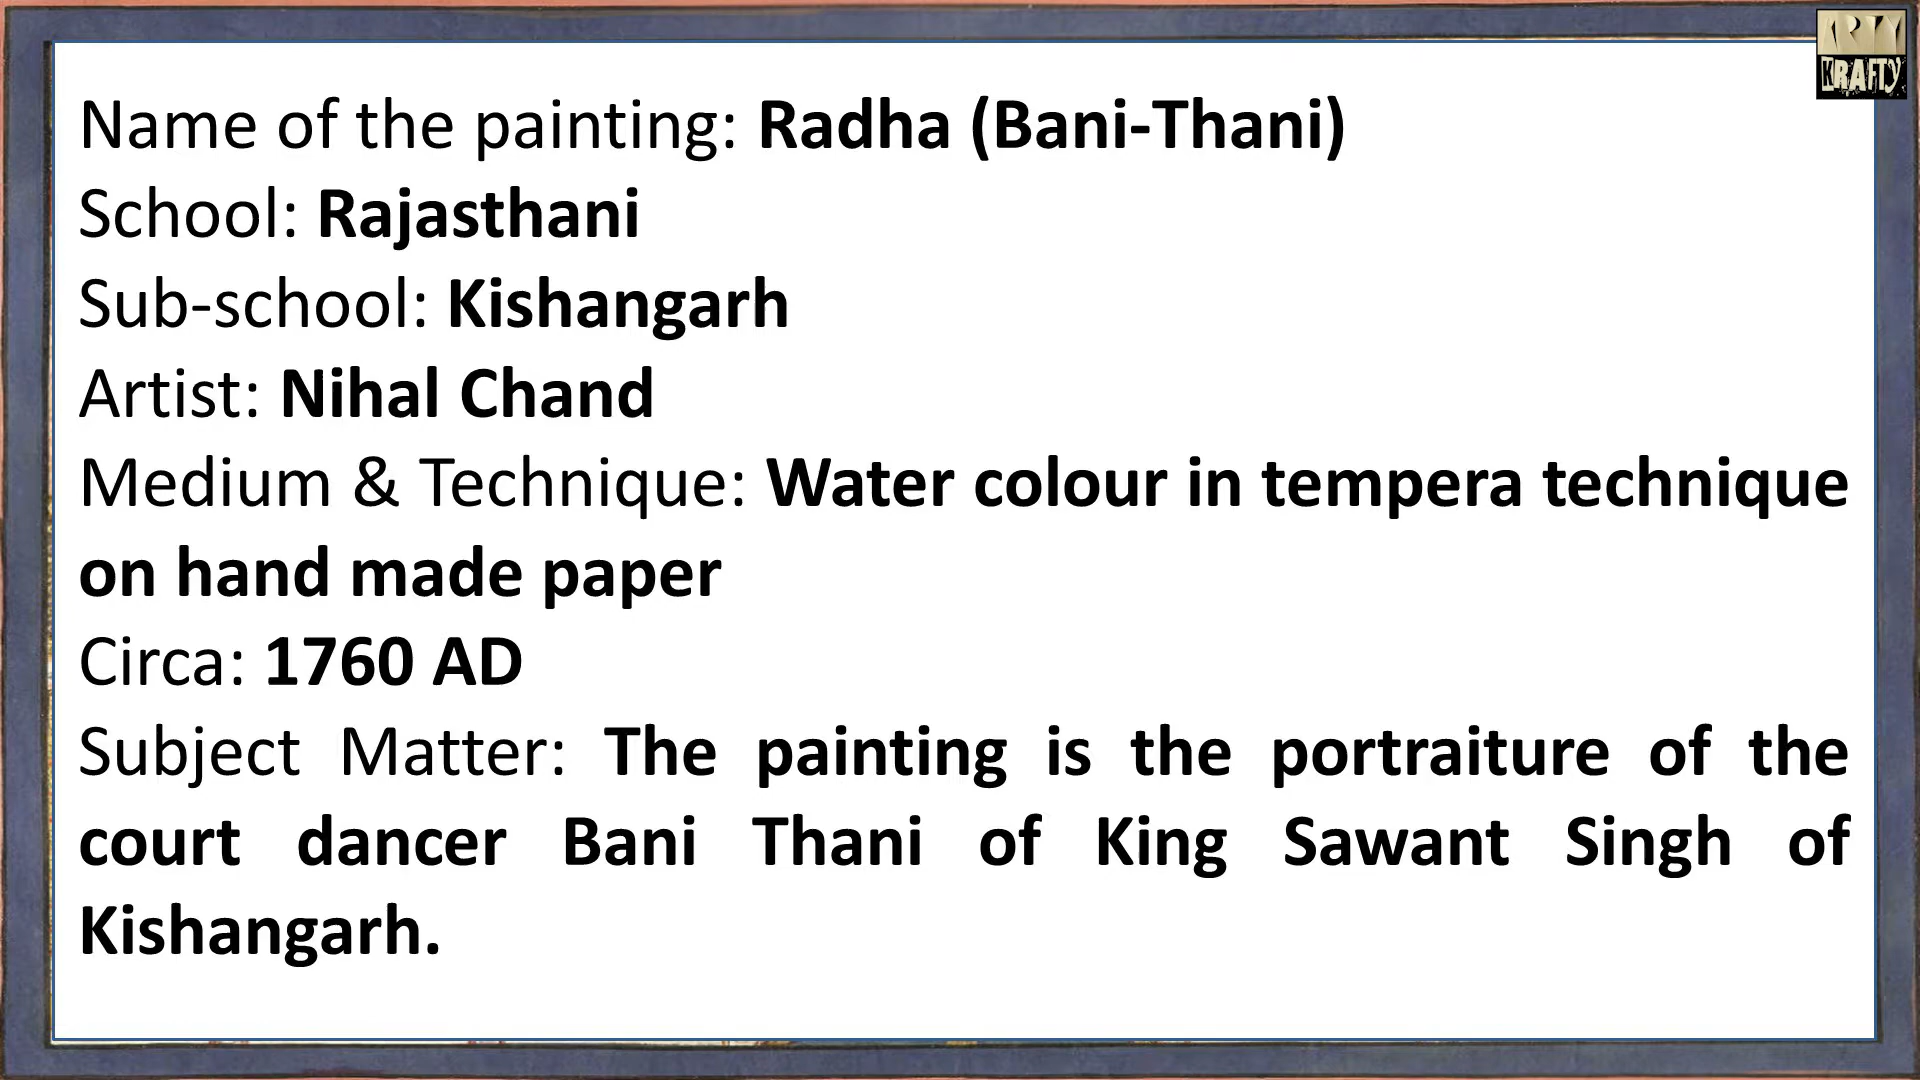 ARTY
KRAFTY
Name of the painting: Radha (Bani-Thani)
School: Rajasthani
Sub-school: Kishangarh
Artist: Nihal Chand
Medium & Technique: Water colour in tempera technique
on hand made paper
Circa: 1760 AD
Subject Matter: The painting is the portraiture of the
court dancer Bani Thani of King Sawant Singh of
Kishangarh.